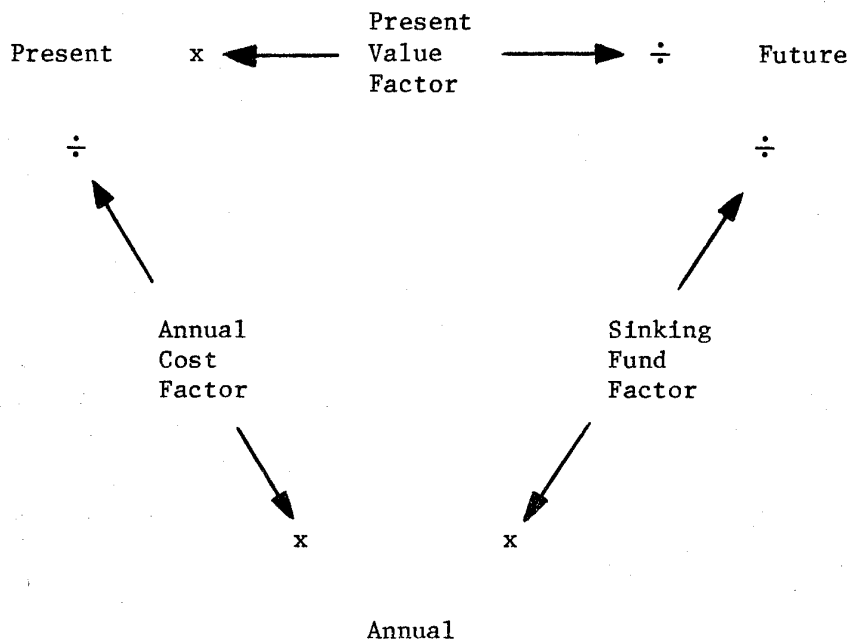 Present x Present Value Factor ÷ Future
÷ ÷
Annual
Cost
Factor
Sinking
Fund
Factor
x x
Annual